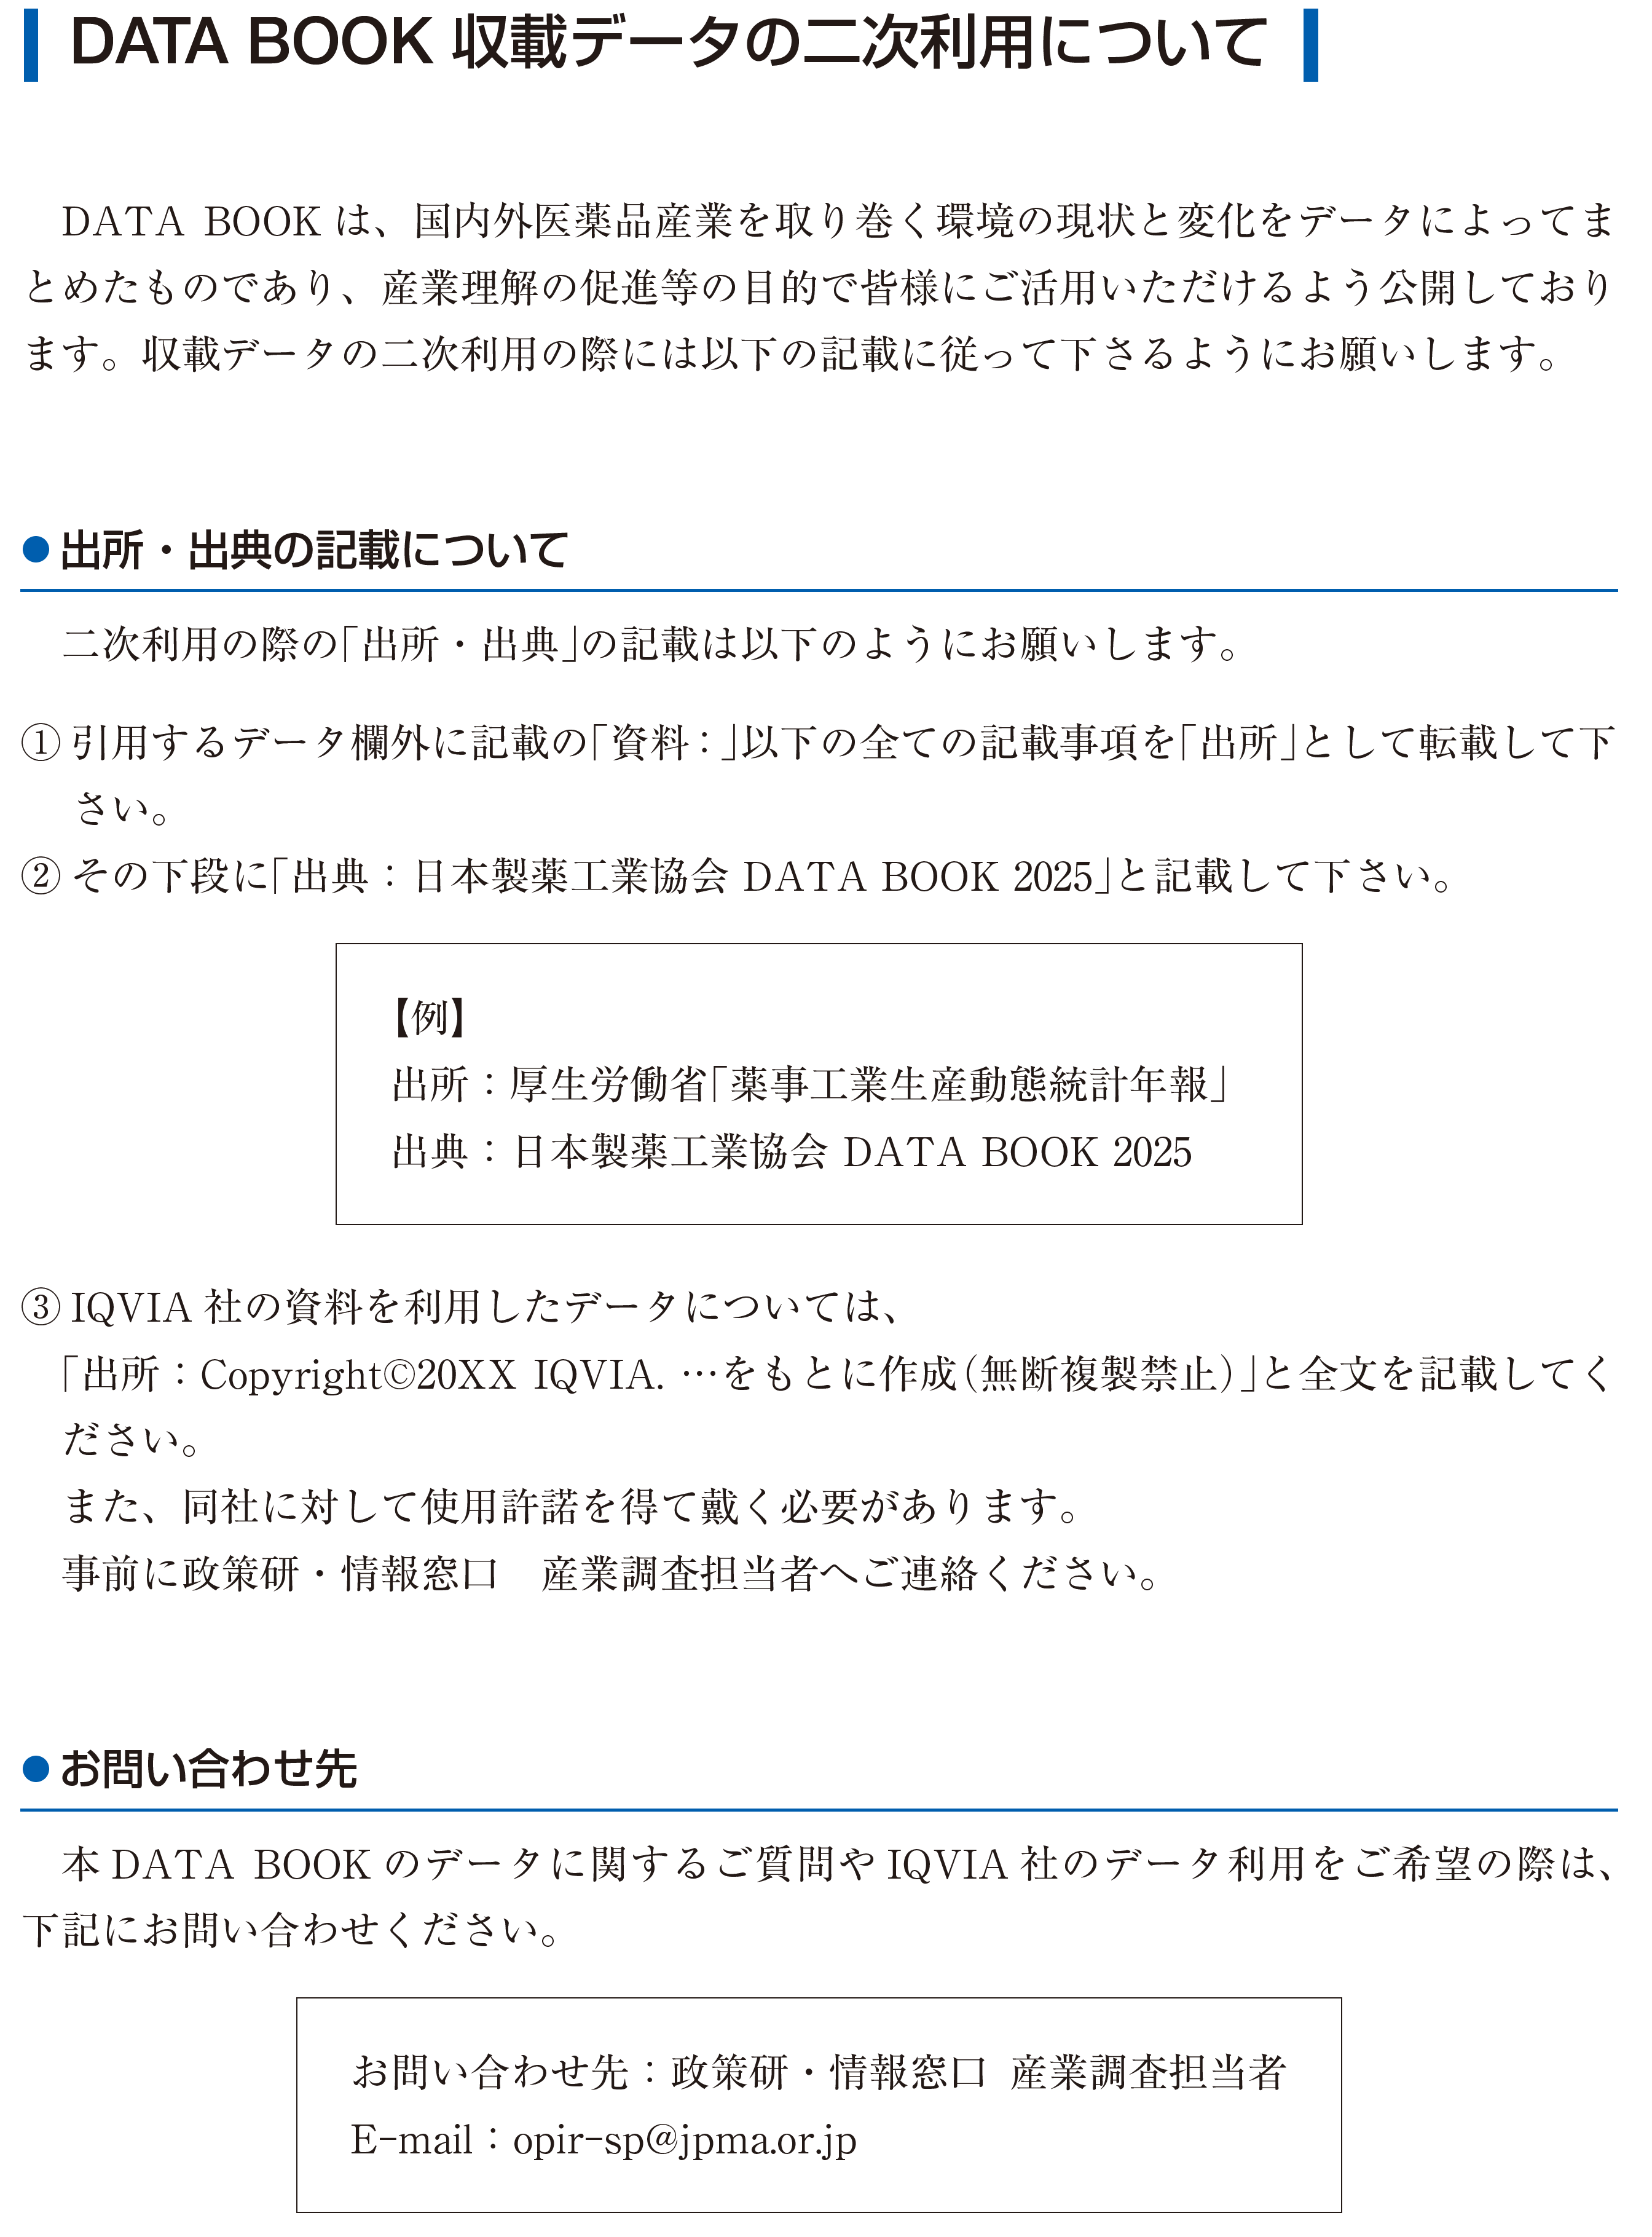 DATA BOOK 収載データの二次利用について
DATA BOOK は、国内外医薬品産業を取り巻く環境の現状と変化をデータによってま
とめたものであり、産業理解の促進等の目的で皆様にご活用いただけるよう公開しており
ます。収載データの二次利用の際には以下の記載に従って下さるようにお願いします。
●出所・出典の記載について
二次利用の際の「出所・出典」の記載は以下のようにお願いします。
① 引用するデータ欄外に記載の「資料：」以下の全ての記載事項を「出所」として転載して下
さい。
② その下段に「出典：日本製薬工業協会 DATA BOOK 2025」と記載して下さい。
【例】
出所：厚生労働省「薬事工業生産動態統計年報」
出典：日本製薬工業協会 DATA BOOK 2025
③ IQVIA 社の資料を利用したデータについては、
「出所：Copyright©20XX IQVIA. …をもとに作成（無断複製禁止）」と全文を記載してく
ださい。
また、同社に対して使用許諾を得て戴く必要があります。
事前に政策研・情報窓口　産業調査担当者へご連絡ください。
●お問い合わせ先
本 DATA BOOK のデータに関するご質問や IQVIA 社のデータ利用をご希望の際は、
下記にお問い合わせください。
お問い合わせ先：政策研・情報窓口 産業調査担当者
E-mail：opir-sp@jpma.or.jp